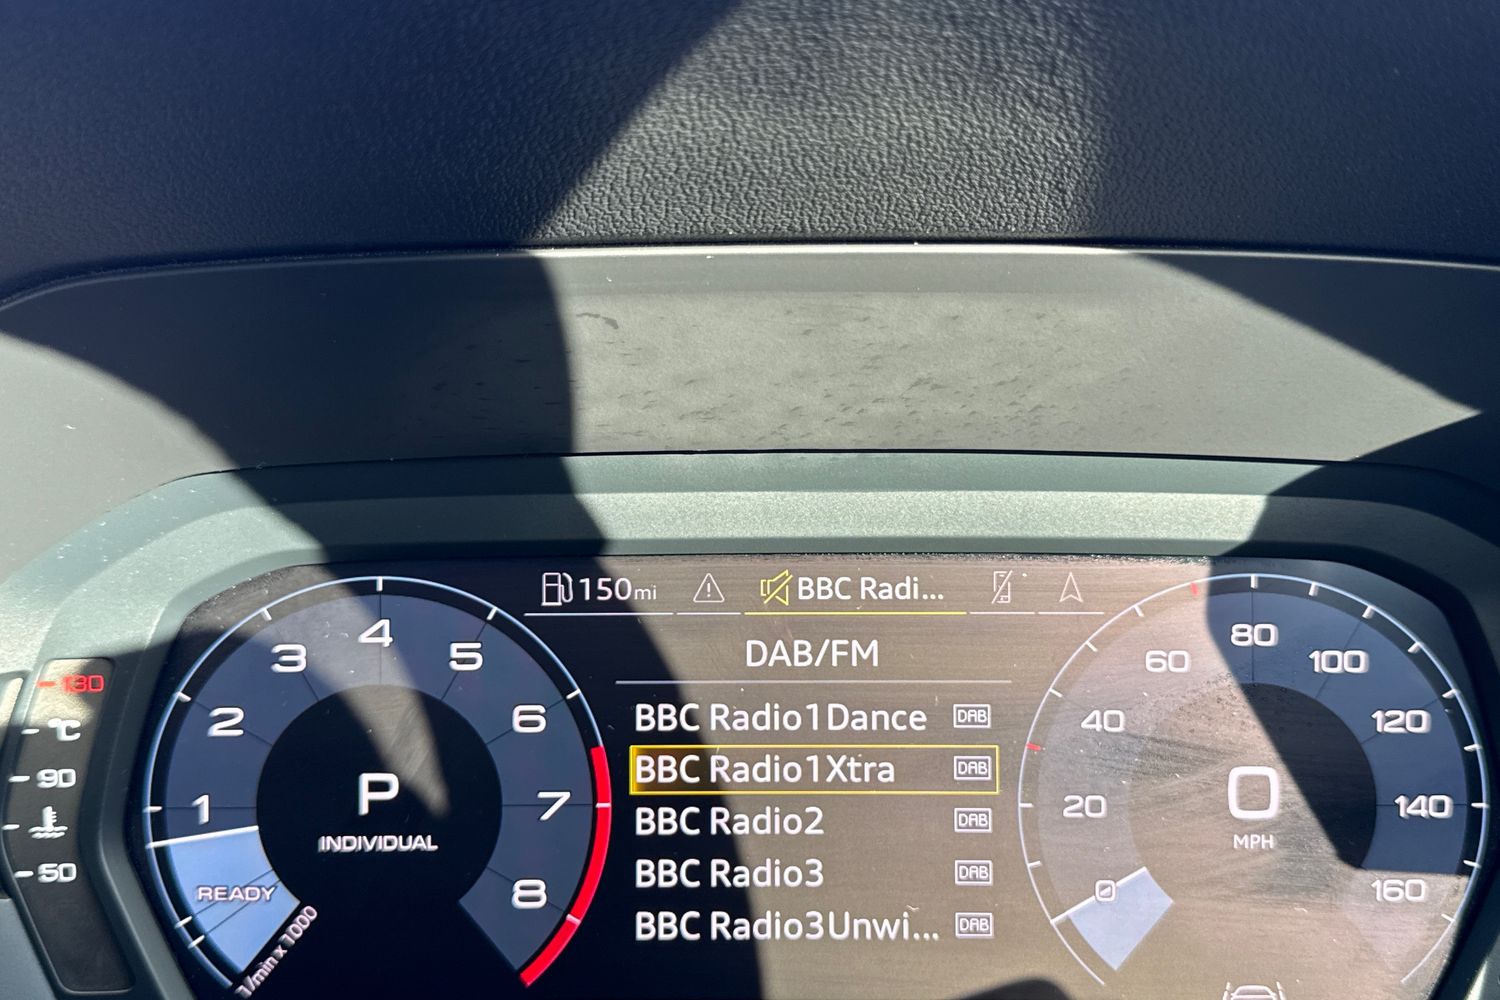 150mi
BBC Radi...
DAB/FM
BBC Radio1Dance DAB
BBC Radio1Xtra DAB
BBC Radio2 DAB
BBC Radio3 DAB
BBC Radio3Unwi... DAB
130
°C
90
50
1
2
3
4
5
6
7
8
READY
1/min x 1000
P
INDIVIDUAL
0
20
40
60
80
100
120
140
160
0
MPH